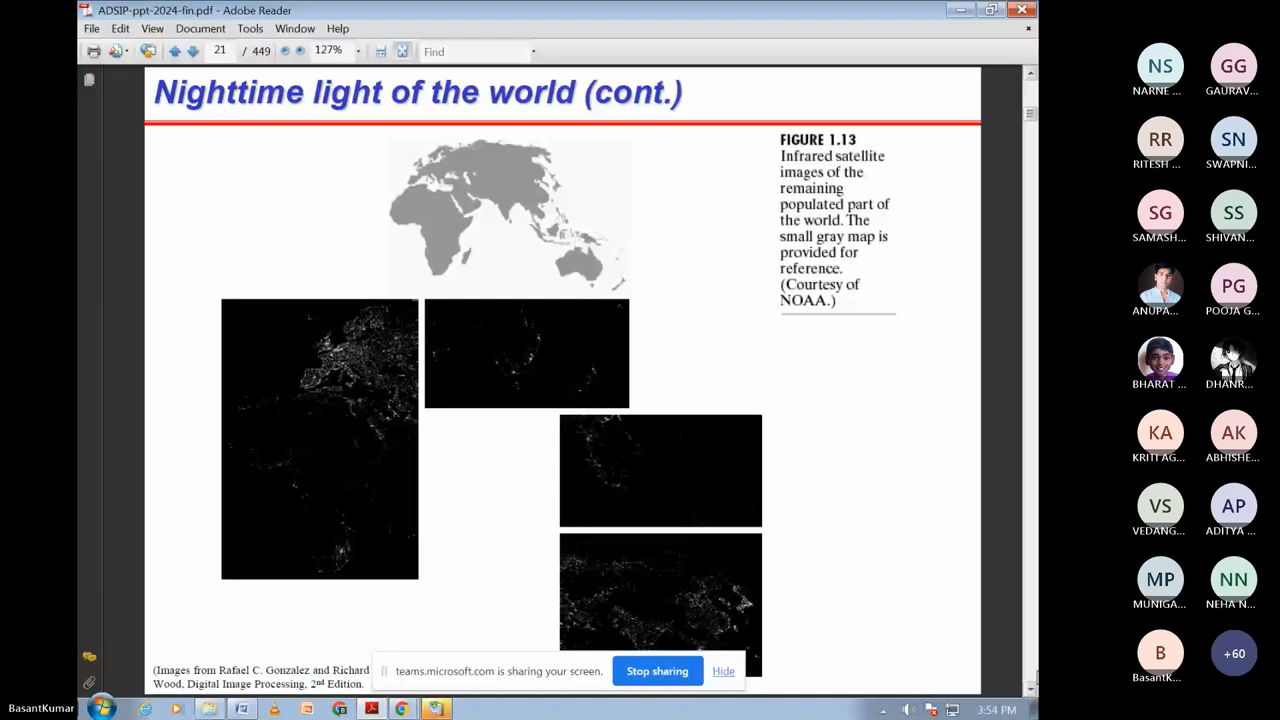 ADSIP-ppt-2024-fin.pdf - Adobe Reader
File Edit View Document Tools Window Help
21 / 449 127% Find
Nighttime light of the world (cont.)
FIGURE 1.13
Infrared satellite
images of the
remaining
populated part of
the world. The
small gray map is
provided for
reference.
(Courtesy of
NOAA.)
(Images from Rafael C. Gonzalez and Richard
Wood, Digital Image Processing, 2nd Edition.
teams.microsoft.com is sharing your screen. Stop sharing Hide
BasantKumar
3:54 PM
NS GG
NARNE ... GAURAV...
RR SN
RITESH ... SWAPNI...
SG SS
SAMASH... SHIVAN...
PG
ANUPA... POOJA G...
BHARAT ... DHANR...
KA AK
KRITI AG... ABHISHE...
VS AP
VEDANG... ADITYA ...
MP NN
MUNIGA... NEHA N...
B +60
BasantK...